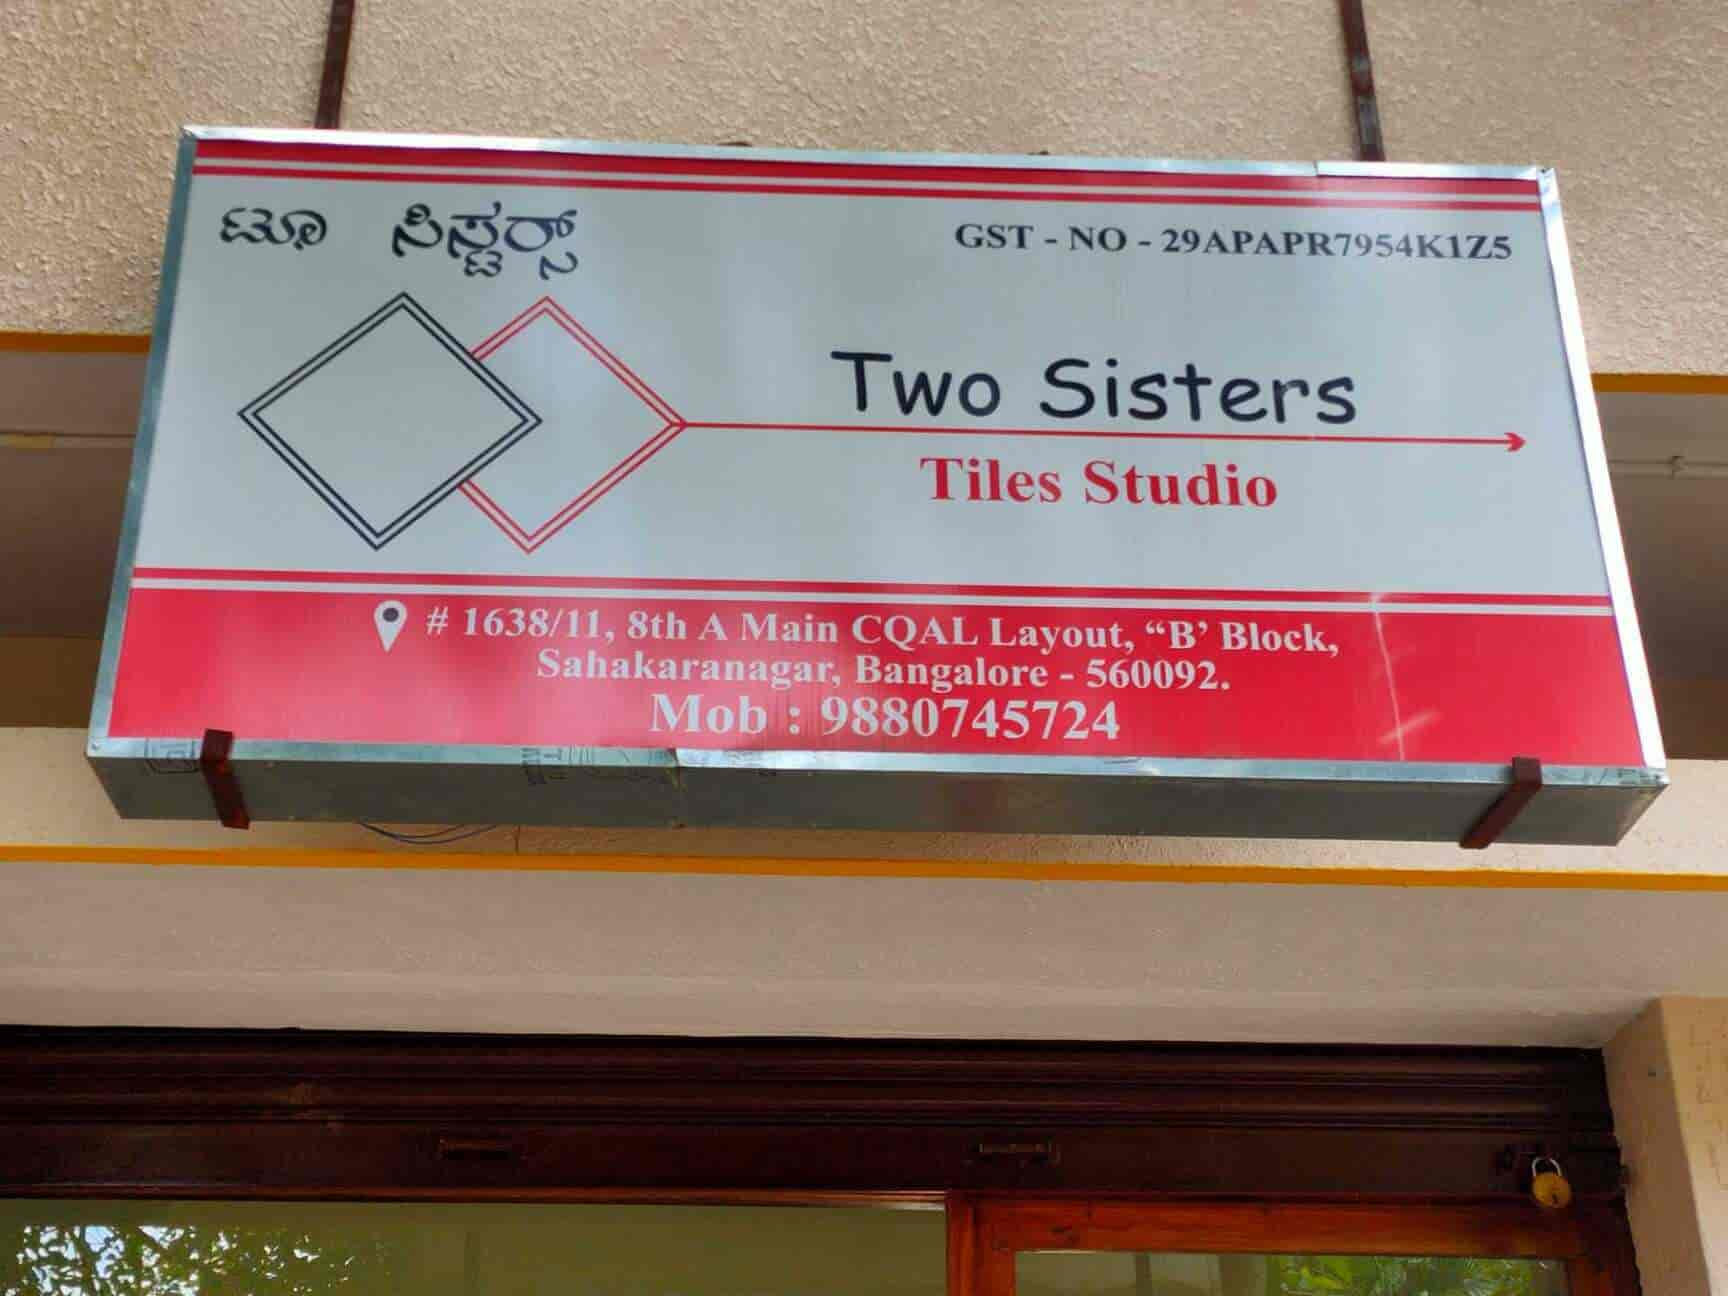 ಟೂ ಸಿಸ್ಟರ್ಸ್
GST - NO - 29APAPR7954K1Z5
Two Sisters
Tiles Studio
# 1638/11, 8th A Main CQAL Layout, “B’ Block,
Sahakaranagar, Bangalore - 560092.
Mob : 9880745724